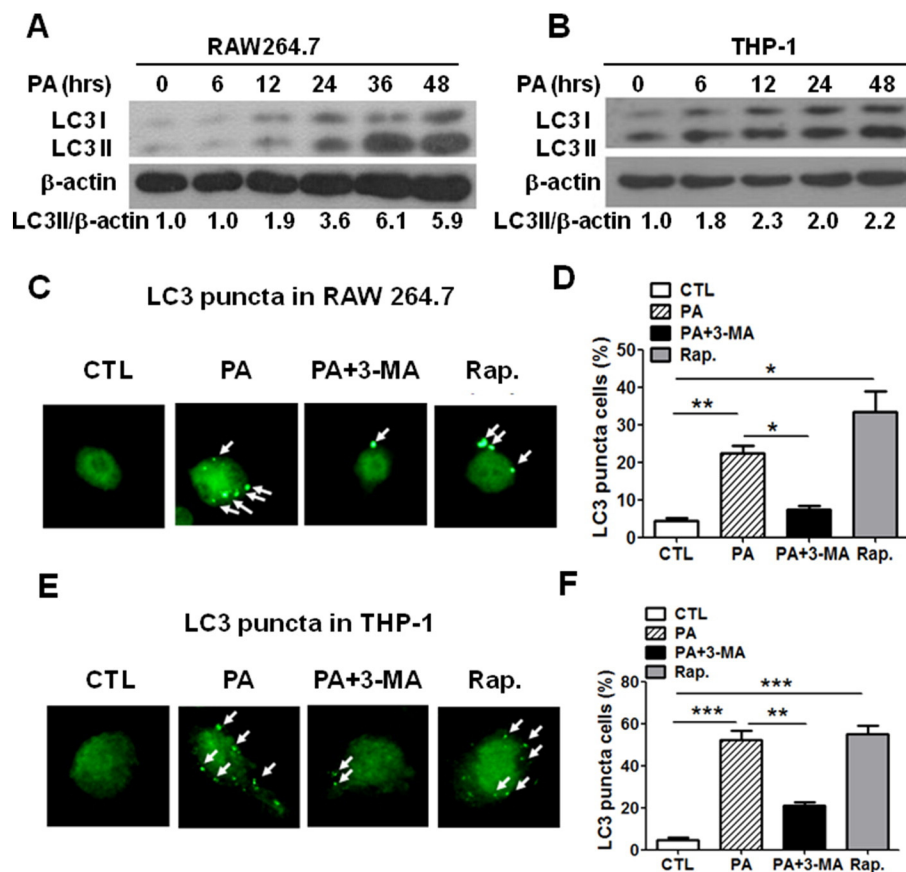 A
RAW264.7
PA (hrs) 0 6 12 24 36 48
LC3 I
LC3 II
β-actin
LC3II/β-actin 1.0 1.0 1.9 3.6 6.1 5.9
B
THP-1
PA (hrs) 0 6 12 24 48
LC3 I
LC3 II
β-actin
LC3II/β-actin 1.0 1.8 2.3 2.0 2.2
C
LC3 puncta in RAW 264.7
CTL PA PA+3-MA Rap.
D
CTL
PA
PA+3-MA
Rap.
LC3 puncta cells (%)
50
40
30
20
10
0
*
** *
CTL PA PA+3-MA Rap.
E
LC3 puncta in THP-1
CTL PA PA+3-MA Rap.
F
CTL
PA
PA+3-MA
Rap.
LC3 puncta cells (%)
80
60
40
20
0
***
*** **
CTL PA PA+3-MA Rap.